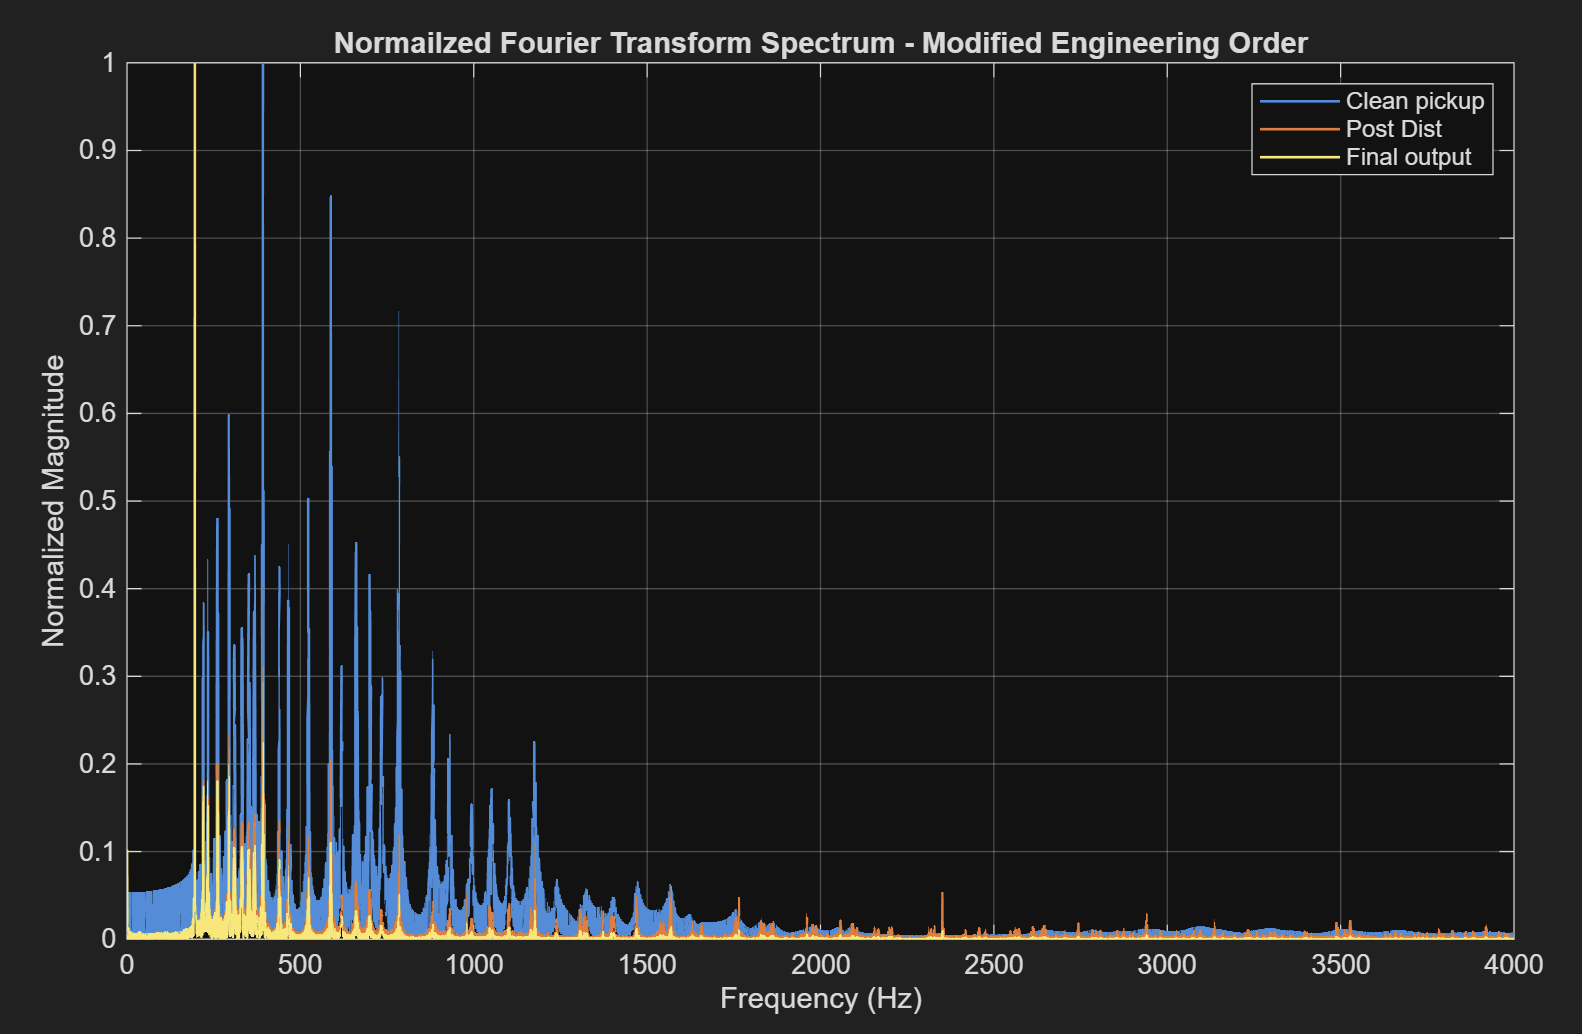 Normailzed Fourier Transform Spectrum - Modified Engineering Order
Clean pickup
Post Dist
Final output
Normalized Magnitude
1
0.9
0.8
0.7
0.6
0.5
0.4
0.3
0.2
0.1
0
0 500 1000 1500 2000 2500 3000 3500 4000
Frequency (Hz)